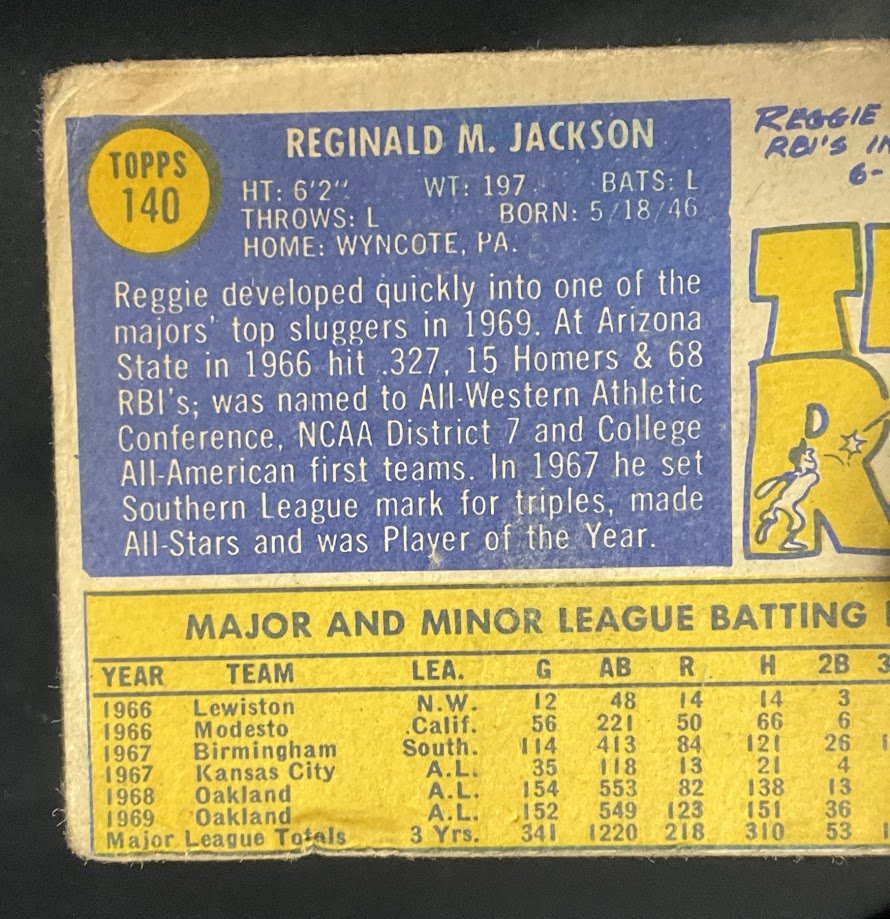 TOPPS
140
REGINALD M. JACKSON
HT: 6'2" WT: 197 BATS: L
THROWS: L BORN: 5/18/46
HOME: WYNCOTE, PA.
Reggie developed quickly into one of the
majors' top sluggers in 1969. At Arizona
State in 1966 hit .327, 15 Homers & 68
RBI's; was named to All-Western Athletic
Conference, NCAA District 7 and College
All-American first teams. In 1967 he set
Southern League mark for triples, made
All-Stars and was Player of the Year.
REGGIE
RBI'S IN
6-
MAJOR AND MINOR LEAGUE BATTING
YEAR TEAM LEA. G AB R H 2B 3
1966 Lewiston N.W. 12 48 14 14 3
1966 Modesto Calif. 56 221 50 66 6
1967 Birmingham South. 114 413 84 121 26 1
1967 Kansas City A.L. 35 118 13 21 4
1968 Oakland A.L. 154 553 82 138 13
1969 Oakland A.L. 152 549 123 151 36
Major League Totals 3 Yrs. 341 1220 218 310 53 1